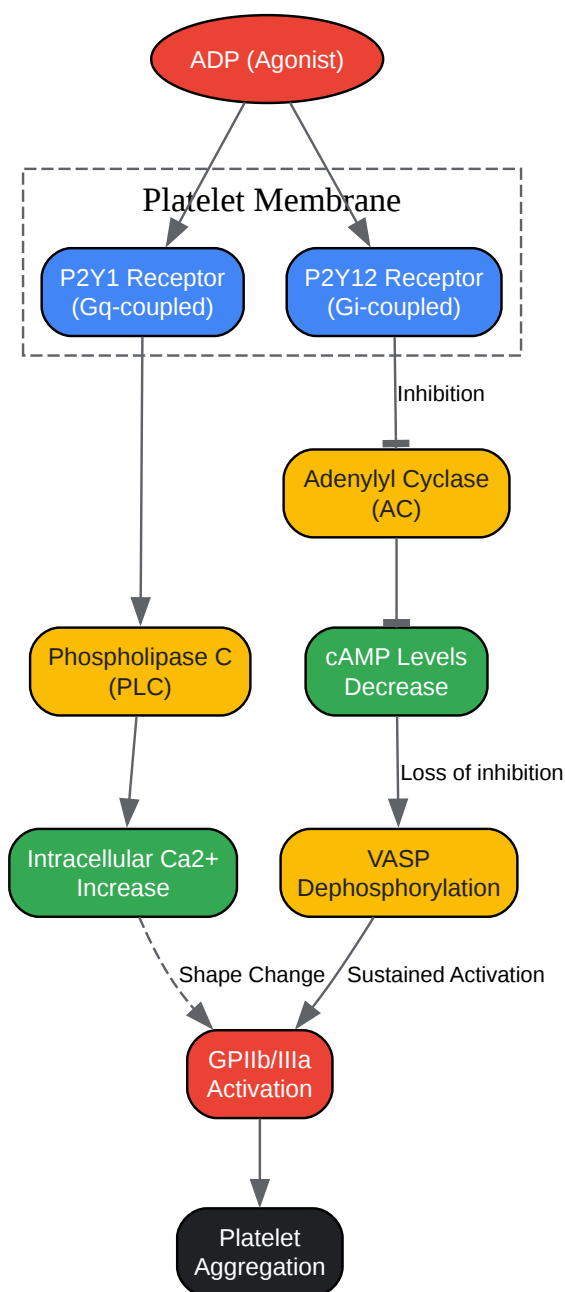 ADP (Agonist)
Platelet Membrane
P2Y1 Receptor
(Gq-coupled)
P2Y12 Receptor
(Gi-coupled)
Inhibition
Adenylyl Cyclase
(AC)
Phospholipase C
(PLC)
cAMP Levels
Decrease
Loss of inhibition
Intracellular Ca2+
Increase
VASP
Dephosphorylation
Shape Change
Sustained Activation
GPIIb/IIIa
Activation
Platelet
Aggregation